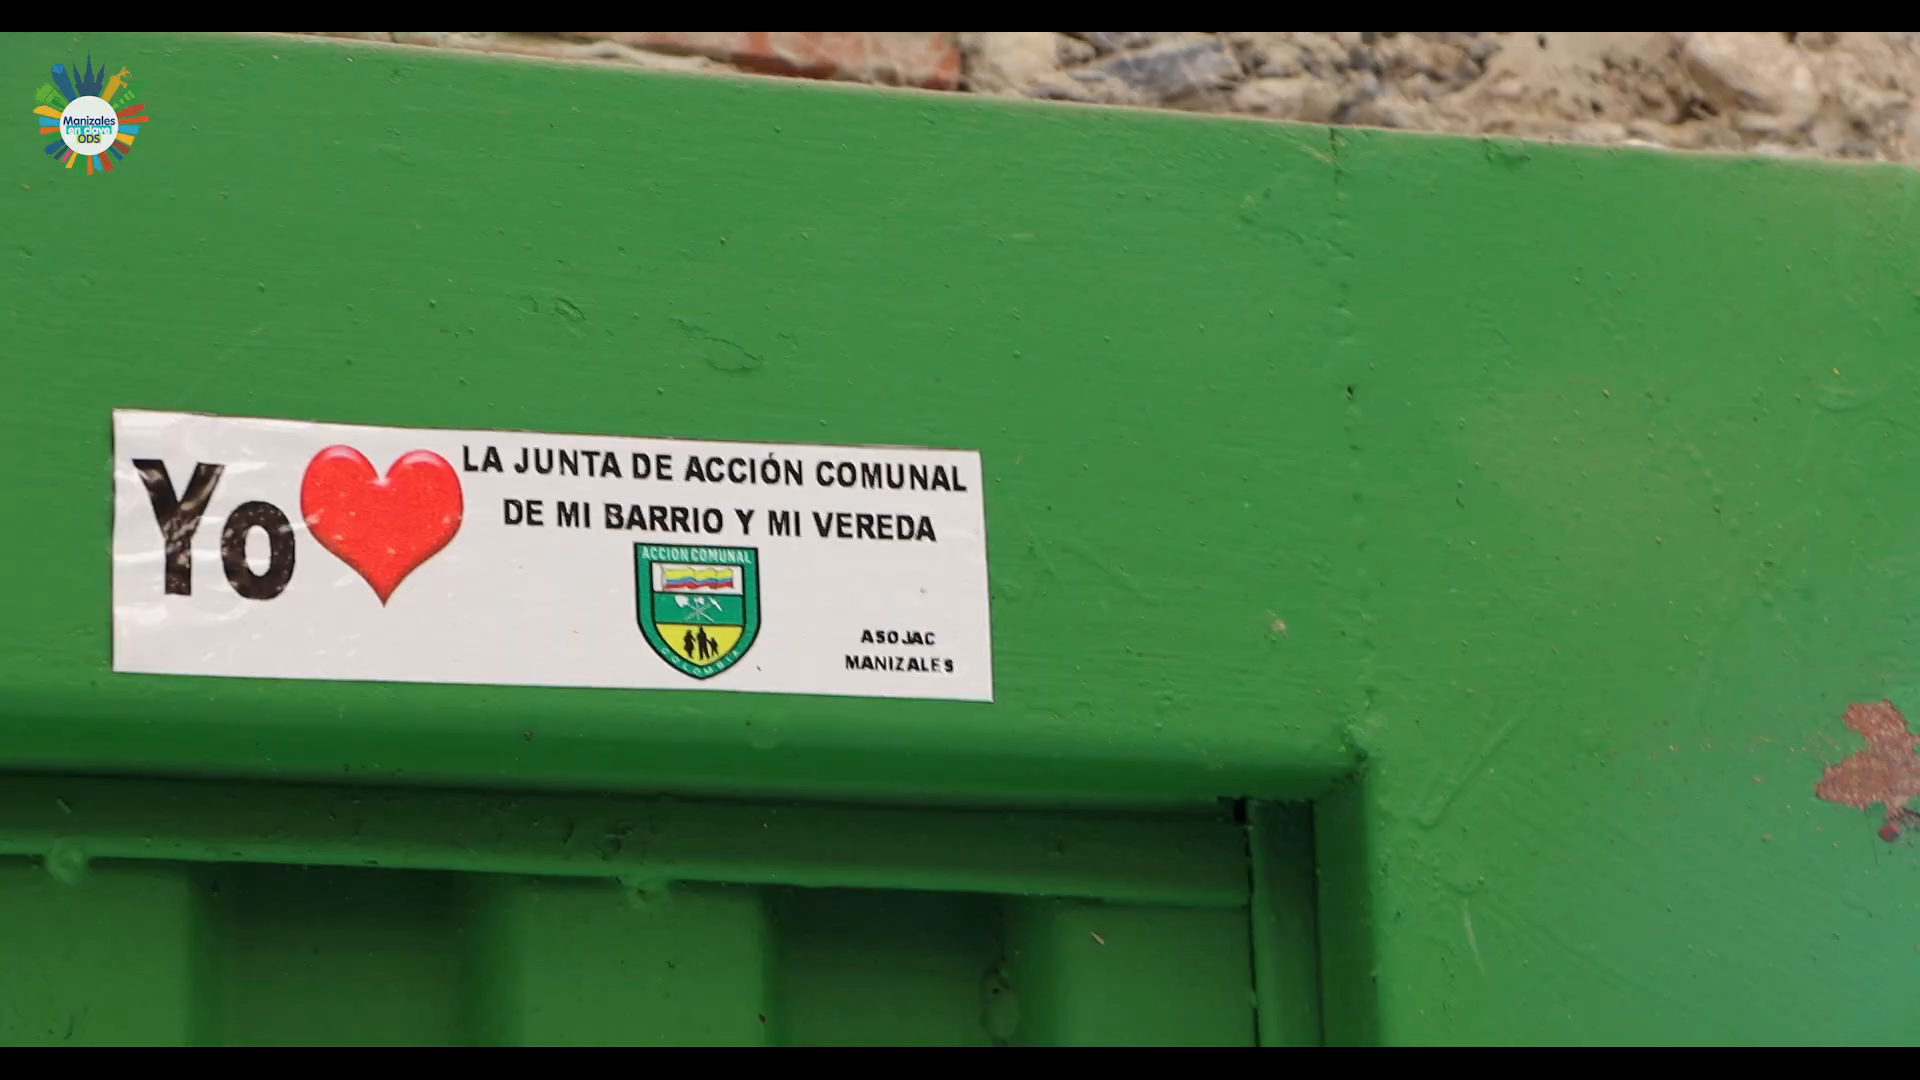 Manizales
en clave
ODS
Yo
LA JUNTA DE ACCIÓN COMUNAL
DE MI BARRIO Y MI VEREDA
ACCION COMUNAL
COLOMBIA
ASOJAC
MANIZALES